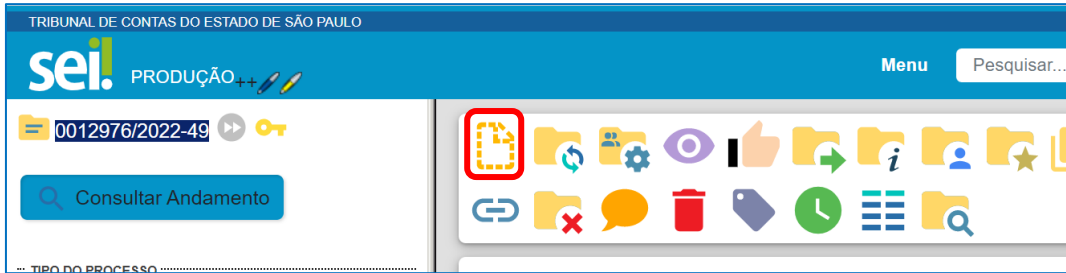 TRIBUNAL DE CONTAS DO ESTADO DE SÃO PAULO
sei! PRODUÇÃO++
Menu
Pesquisar...
0012976/2022-49
Consultar Andamento
TIPO DO PROCESSO